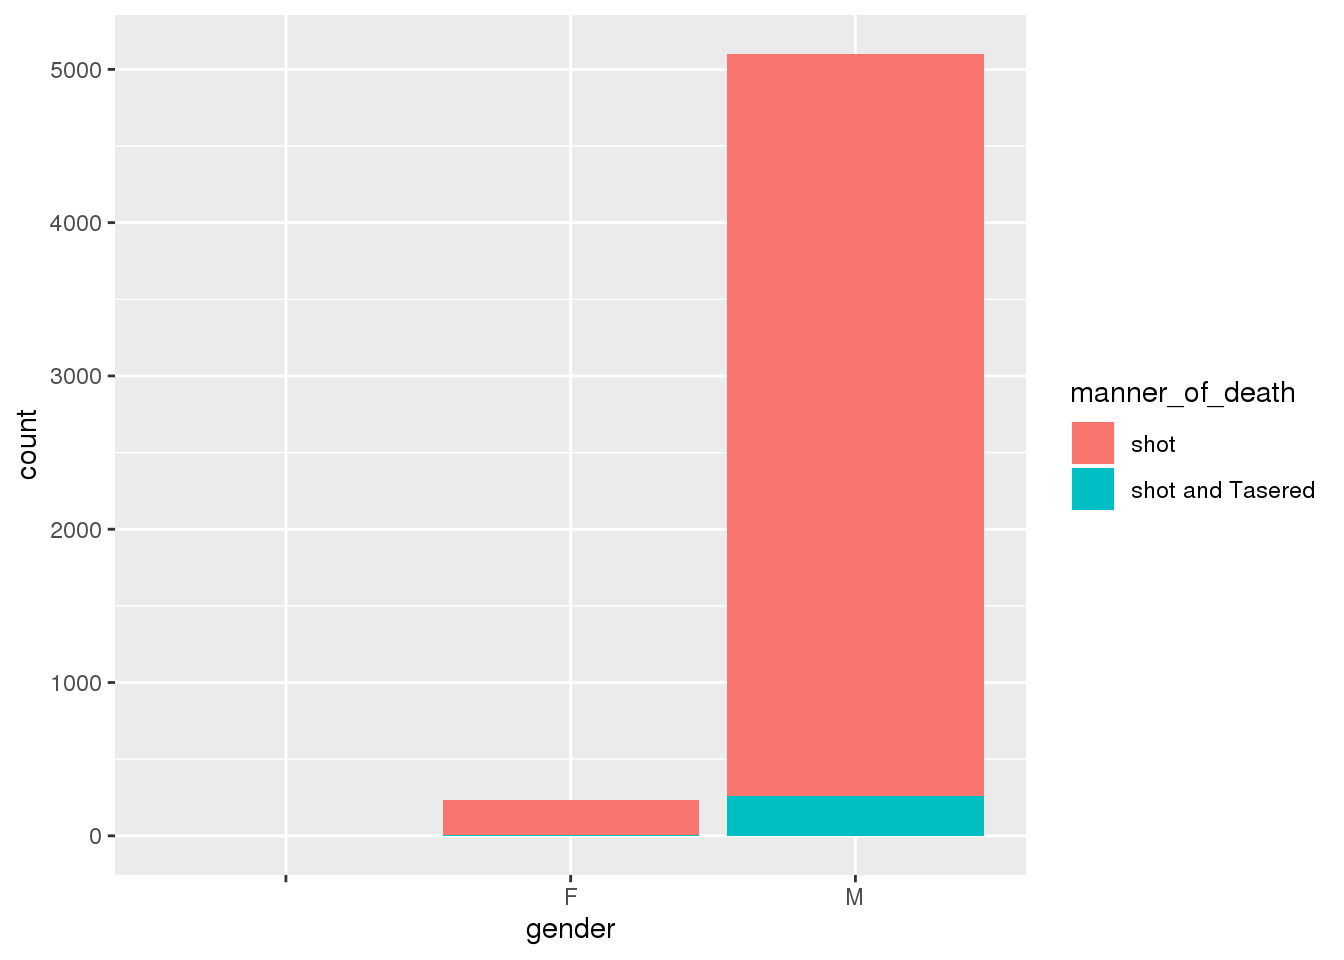 5000
4000
3000
2000
1000
0
count
F
M
gender
manner_of_death
shot
shot and Tasered